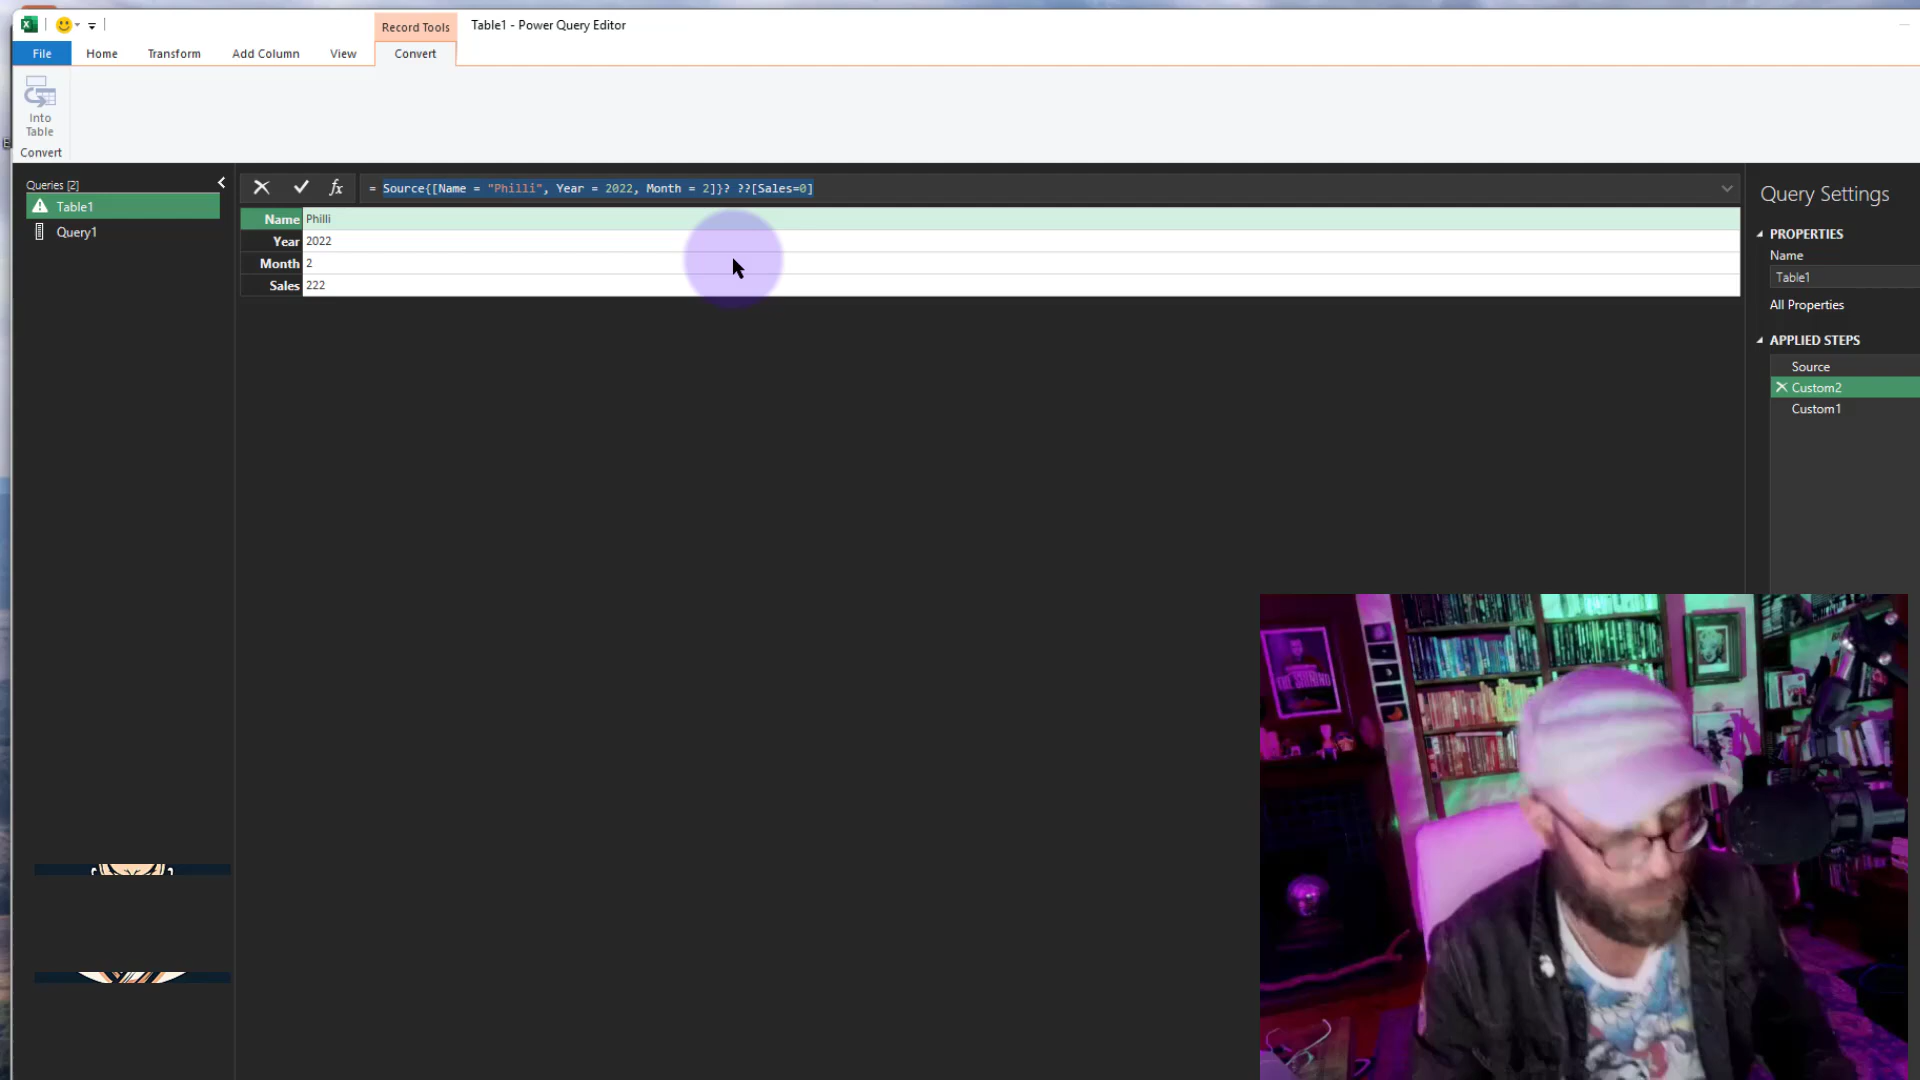 Record Tools
Table1 - Power Query Editor
File
Home
Transform
Add Column
View
Convert
Into
Table
Convert
Queries [2]
Table1
Query1
fx
= Source{[Name = "Philli", Year = 2022, Month = 2]}? ??[Sales=0]
Name Philli
Year 2022
Month 2
Sales 222
Query Settings
PROPERTIES
Name
Table1
All Properties
APPLIED STEPS
Source
Custom2
Custom1